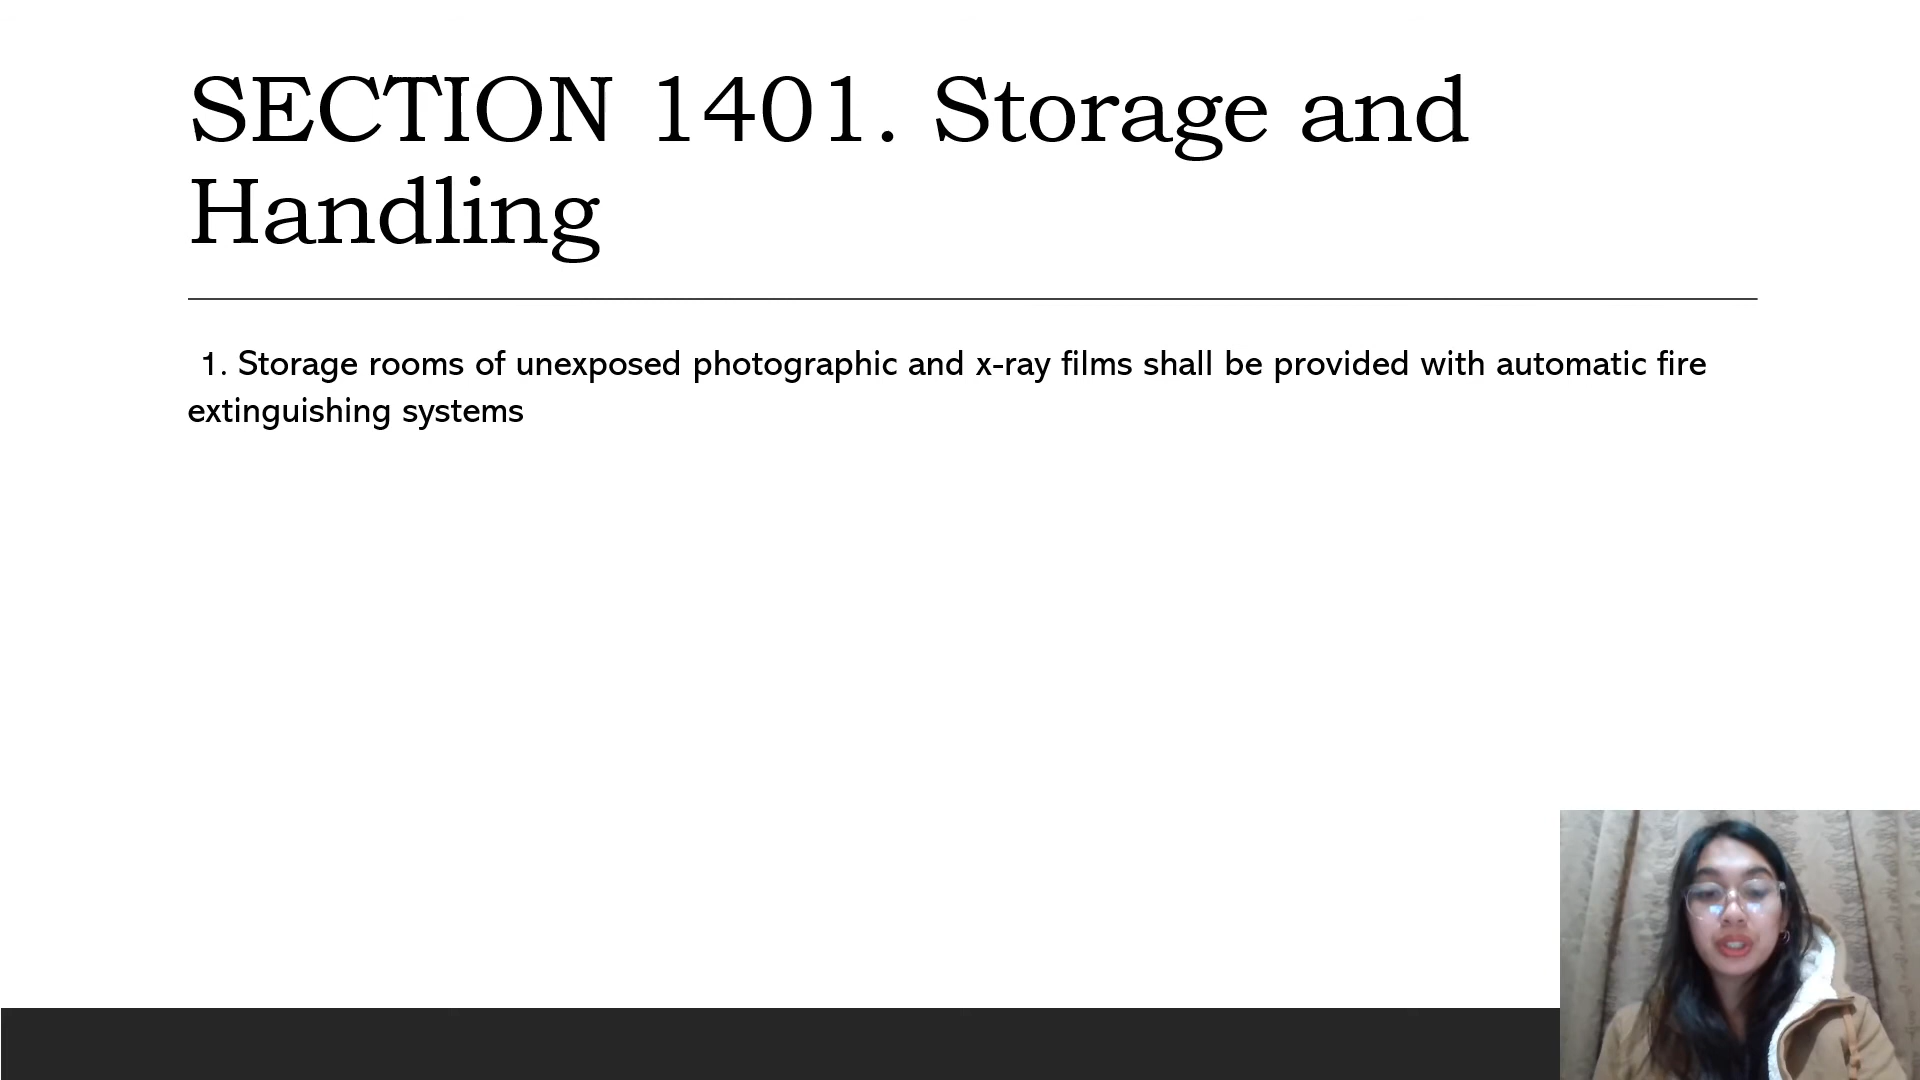 SECTION 1401. Storage and
Handling
1. Storage rooms of unexposed photographic and x-ray films shall be provided with automatic fire
extinguishing systems